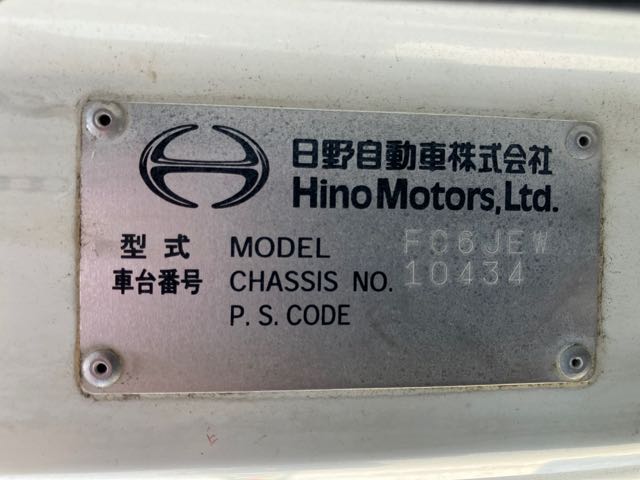 日野自動車株式会社
Hino Motors, Ltd.
型式 MODEL FC6JEW
車台番号 CHASSIS NO. 10434
P. S. CODE